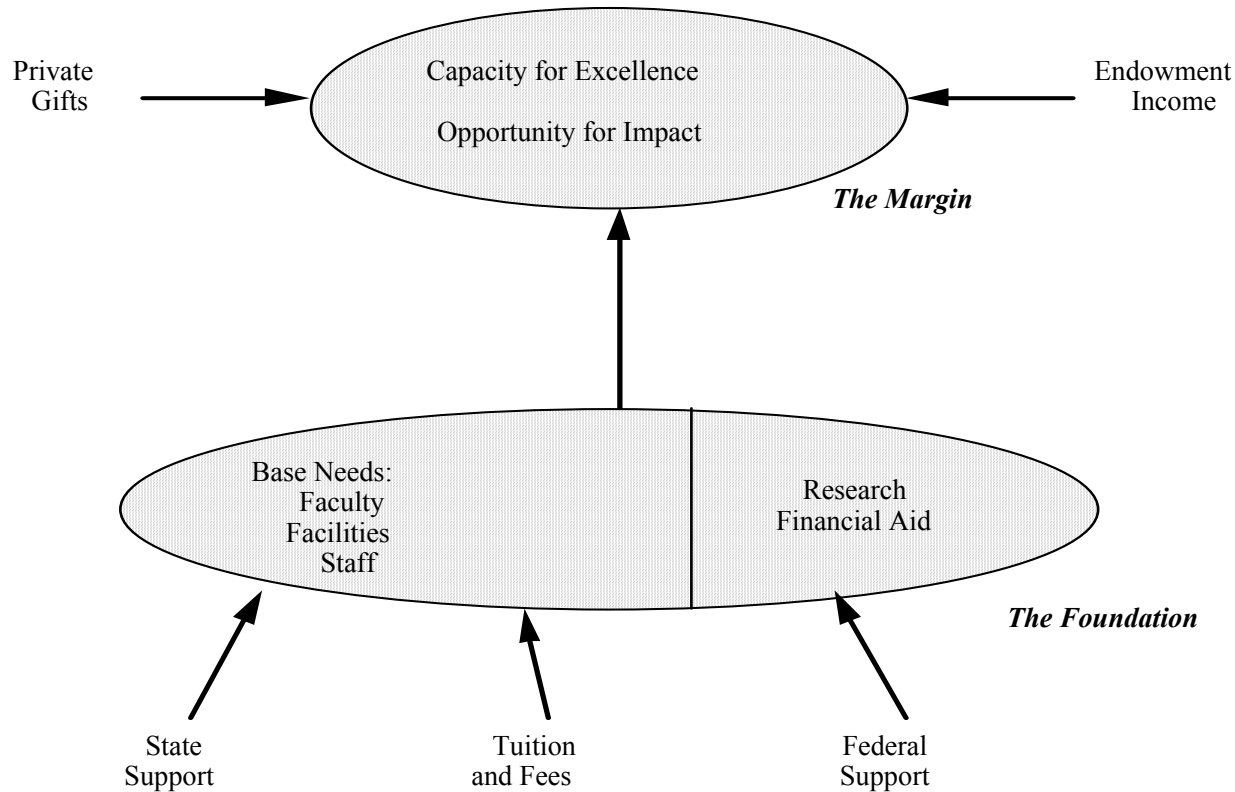 Private
Gifts
Capacity for Excellence
Opportunity for Impact
Endowment
Income
The Margin
Base Needs:
Faculty
Facilities
Staff
Research
Financial Aid
The Foundation
State
Support
Tuition
and Fees
Federal
Support